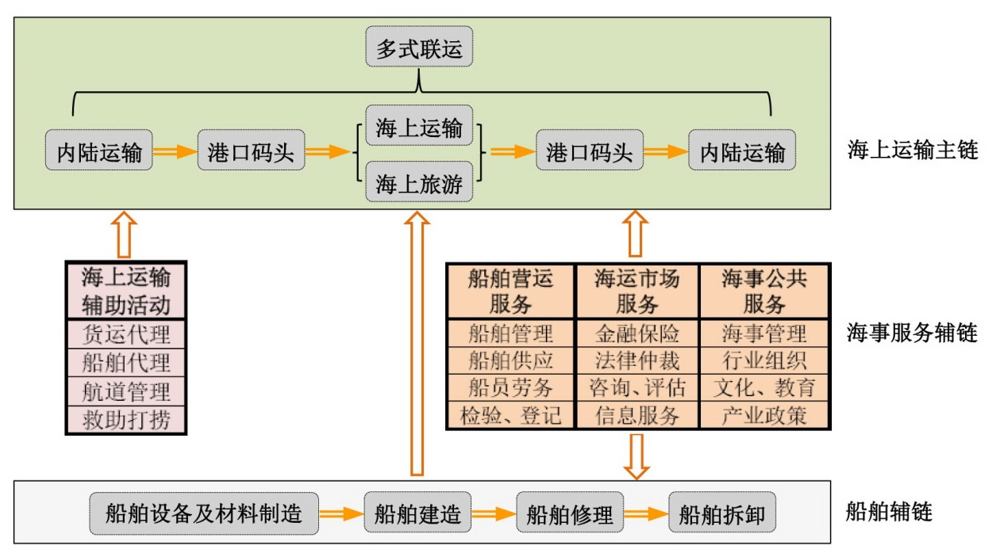 多式联运
海上运输
内陆运输
港口码头
港口码头
内陆运输
海上旅游
海上运输主链
海上运输
辅助活动
货运代理
船舶代理
航道管理
救助打捞
船舶营运
服务
船舶管理
船舶供应
船员劳务
检验、登记
海运市场
服务
金融保险
法律仲裁
咨询、评估
信息服务
海事公共
服务
海事管理
行业组织
文化、教育
产业政策
海事服务辅链
船舶设备及材料制造
船舶建造
船舶修理
船舶拆卸
船舶辅链